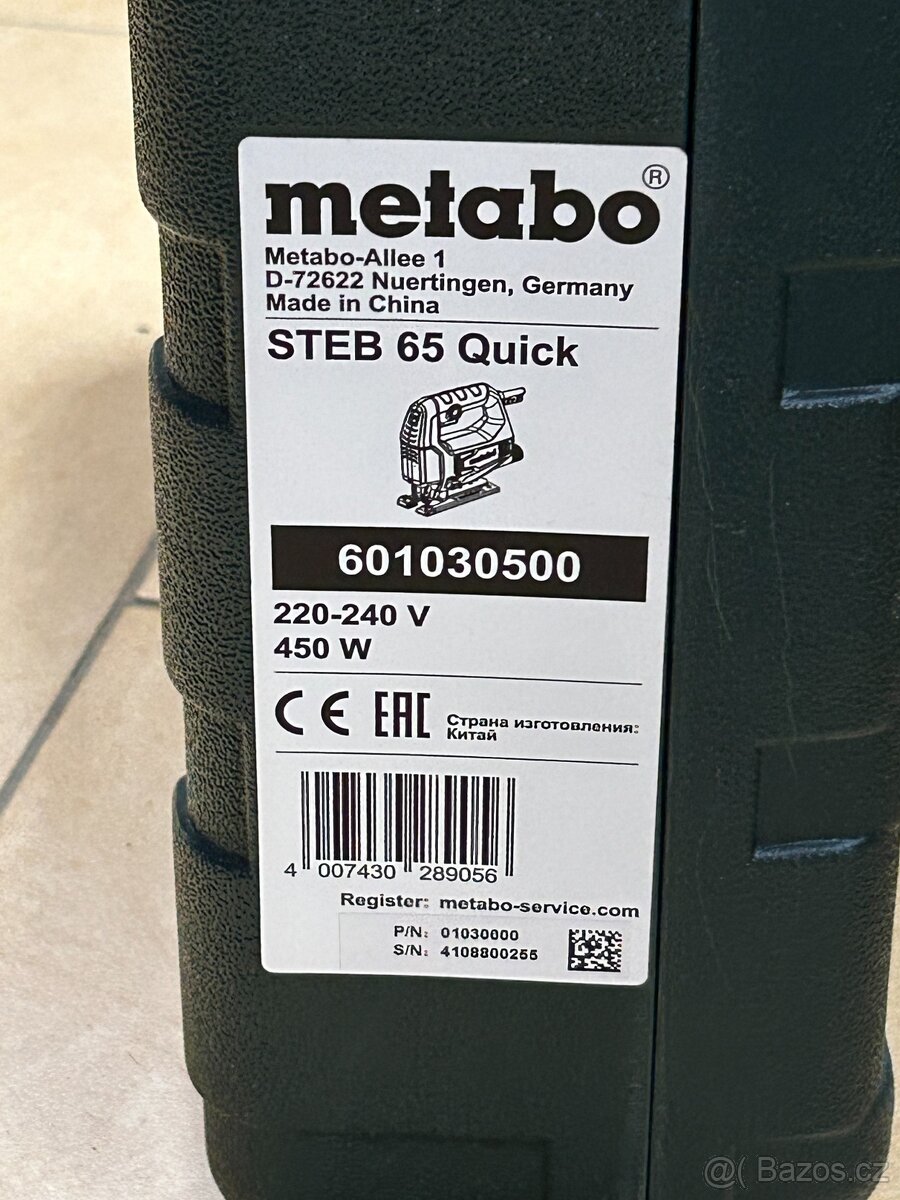 metabo®
Metabo-Allee 1
D-72622 Nuertingen, Germany
Made in China
STEB 65 Quick
601030500
220-240 V
450 W
CE EAC Страна изготовления:
Китай
4 007430 289056
Register: metabo-service.com
P/N: 01030000
S/N: 4108800255
@( Bazos.cz